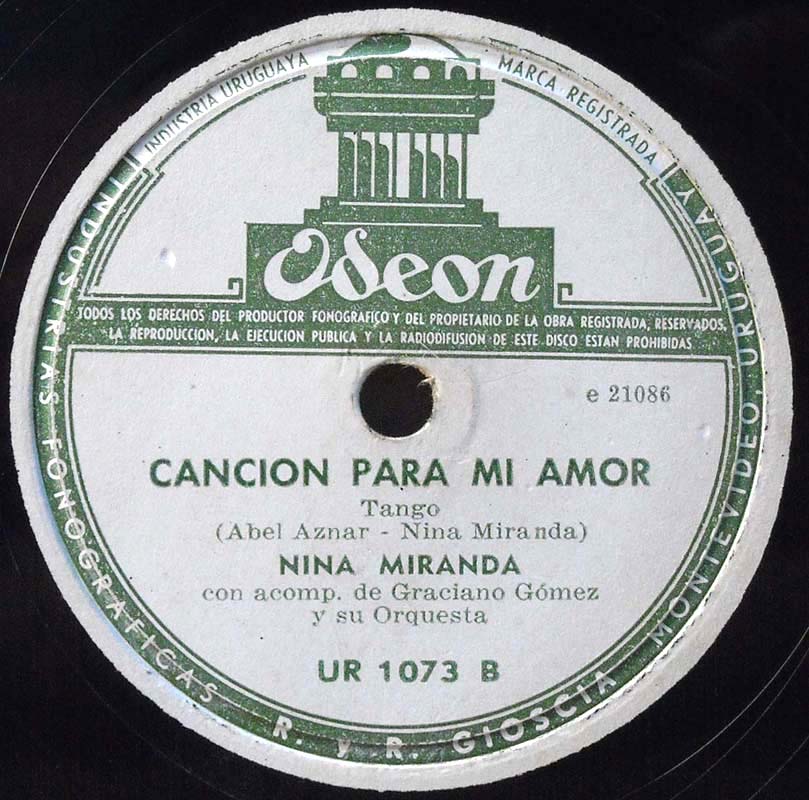 INDUSTRIA URUGUAYA
MARCA REGISTRADA
Odeon
TODOS LOS DERECHOS DEL PRODUCTOR FONOGRAFICO Y DEL PROPIETARIO DE LA OBRA REGISTRADA, RESERVADOS.
LA REPRODUCCION, LA EJECUCION PUBLICA Y LA RADIODIFUSION DE ESTE DISCO ESTAN PROHIBIDAS
e 21086
CANCION PARA MI AMOR
Tango
(Abel Aznar - Nina Miranda)
NINA MIRANDA
con acomp. de Graciano Gómez
y su Orquesta
UR 1073 B
INDUSTRIAS FONOGRAFICAS R. y R. GIOSCIA MONTEVIDEO, URUGUAY